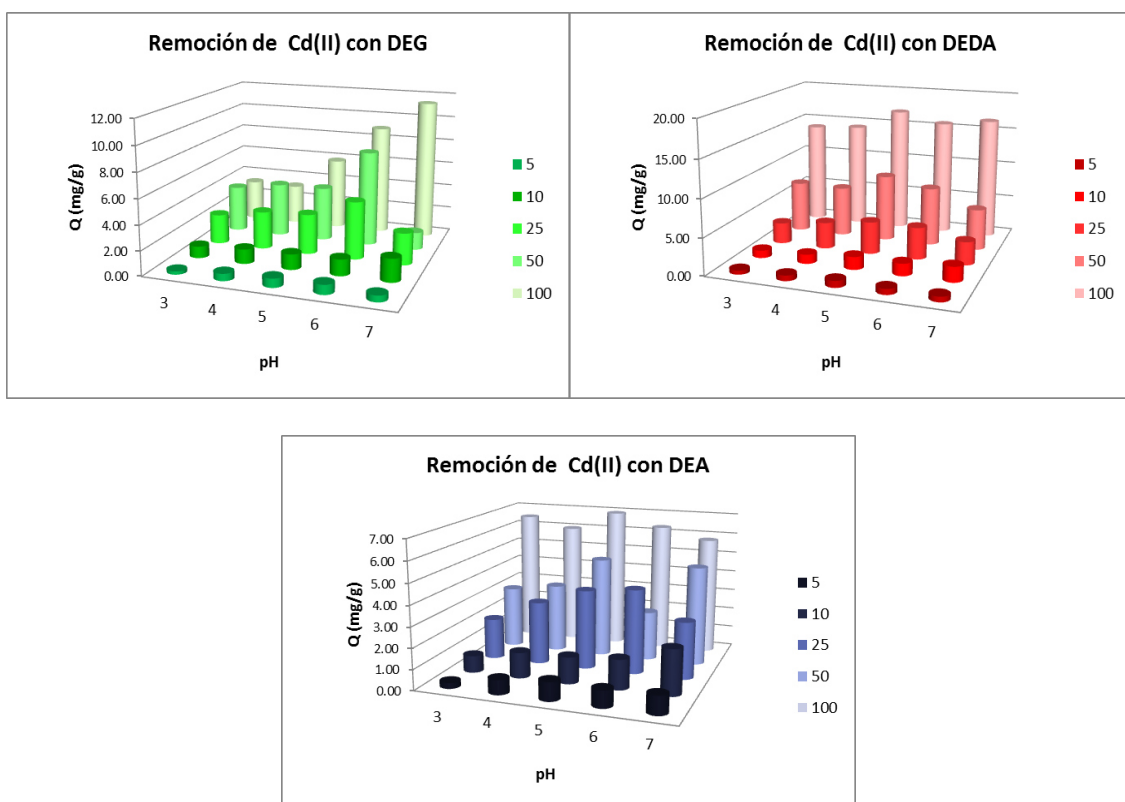 Remoción de Cd(II) con DEG
Q (mg/g)
12.00
10.00
8.00
6.00
4.00
2.00
0.00
3 4 5 6 7
pH
5
10
25
50
100
Remoción de Cd(II) con DEDA
Q (mg/g)
20.00
15.00
10.00
5.00
0.00
3 4 5 6 7
pH
5
10
25
50
100
Remoción de Cd(II) con DEA
Q (mg/g)
7.00
6.00
5.00
4.00
3.00
2.00
1.00
0.00
3 4 5 6 7
pH
5
10
25
50
100